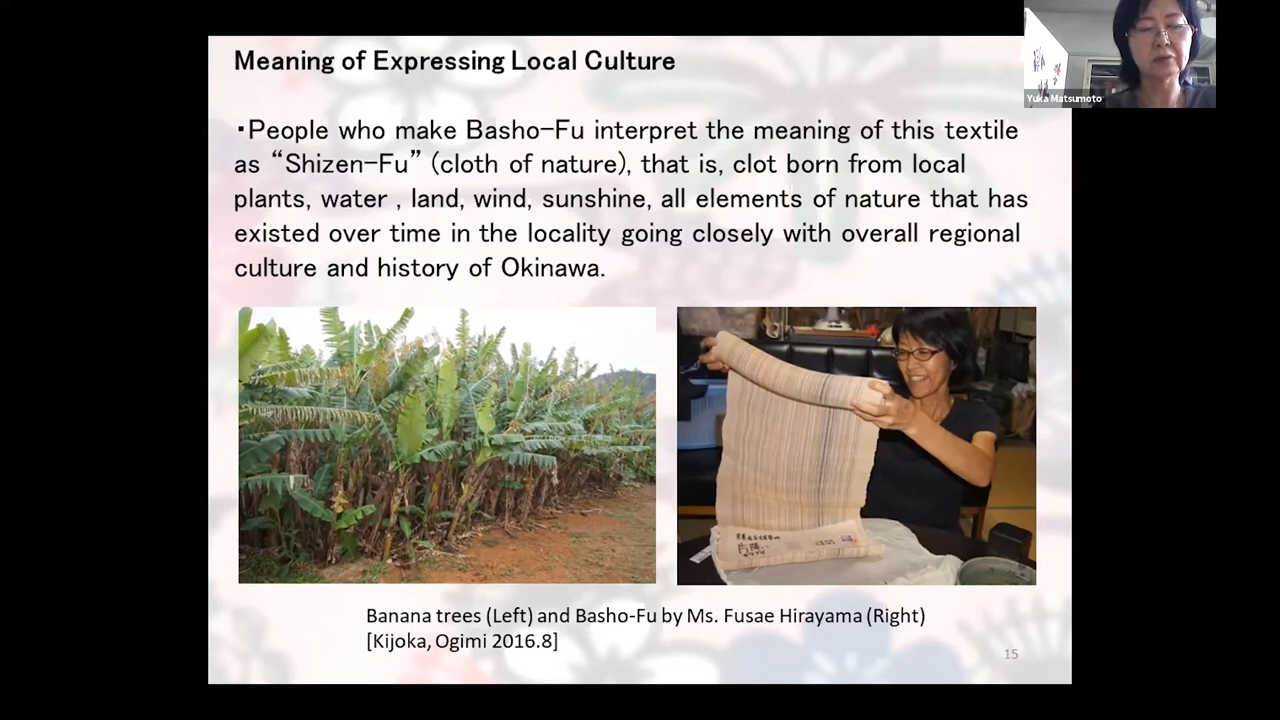 Meaning of Expressing Local Culture
Yuka Matsumoto
・People who make Basho-Fu interpret the meaning of this textile
as “Shizen-Fu” (cloth of nature), that is, clot born from local
plants, water , land, wind, sunshine, all elements of nature that has
existed over time in the locality going closely with overall regional
culture and history of Okinawa.
Banana trees (Left) and Basho-Fu by Ms. Fusae Hirayama (Right)
[Kijoka, Ogimi 2016.8]
15